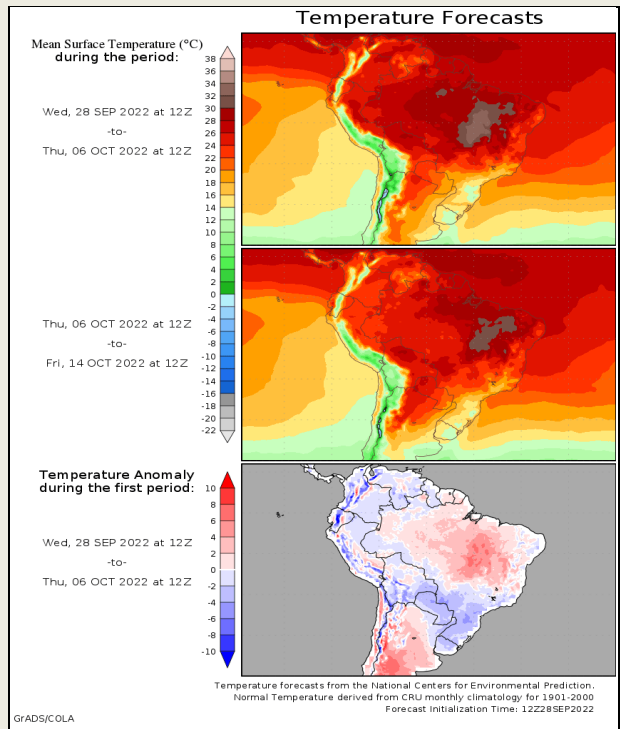 Temperature Forecasts
Mean Surface Temperature (°C)
during the period:
38
36
34
32
30
28
26
24
22
20
18
16
14
12
10
8
6
4
2
0
-2
-4
-6
-8
-10
-12
-14
-16
-18
-20
-22
Wed, 28 SEP 2022 at 12Z
-to-
Thu, 06 OCT 2022 at 12Z
Thu, 06 OCT 2022 at 12Z
-to-
Fri, 14 OCT 2022 at 12Z
Temperature Anomaly
during the first period:
10
8
6
4
2
0
-2
-4
-6
-8
-10
Wed, 28 SEP 2022 at 12Z
-to-
Thu, 06 OCT 2022 at 12Z
Temperature forecasts from the National Centers for Environmental Prediction.
Normal Temperature derived from CRU monthly climatology for 1901-2000
Forecast Initialization Time: 12Z28SEP2022
GrADS/COLA